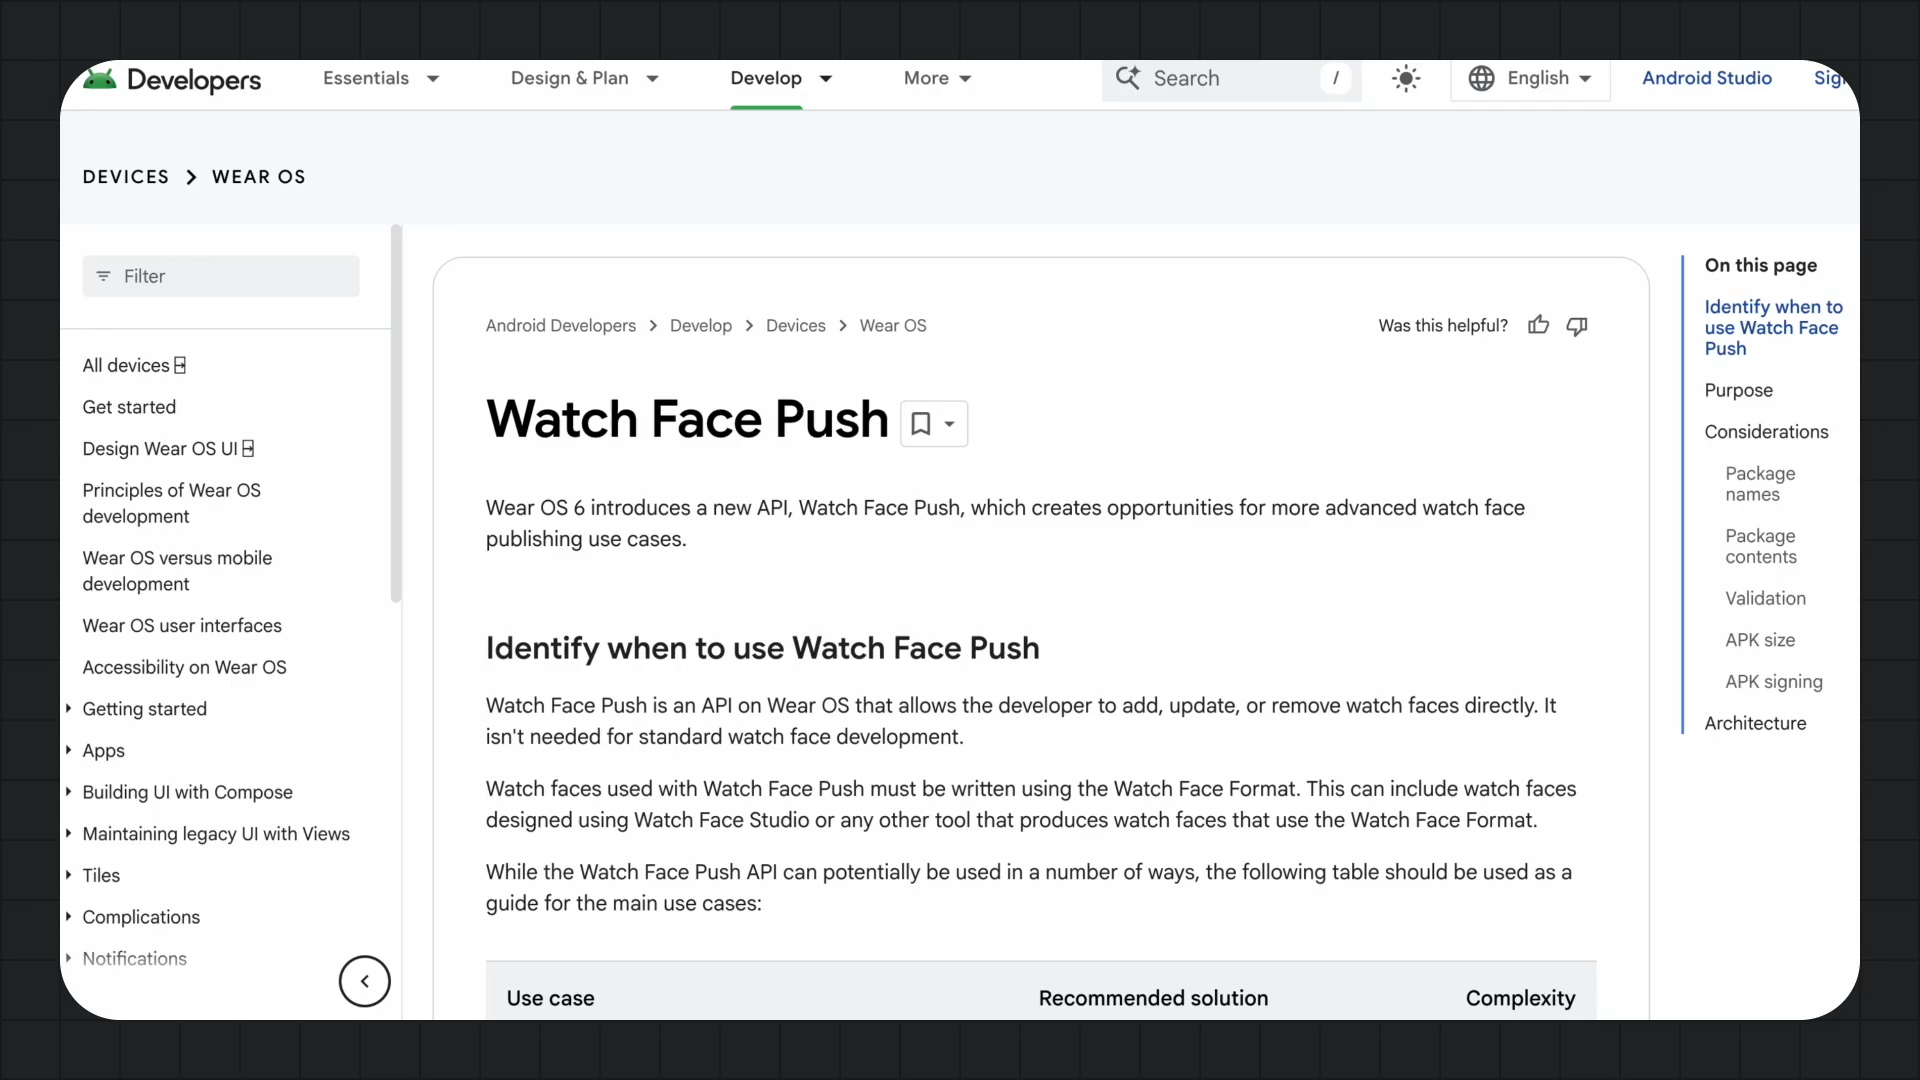 Developers
Essentials
Design & Plan
Develop
More
Search
/
English
Android Studio
DEVICES > WEAR OS
Filter
All devices
Get started
Design Wear OS UI
Principles of Wear OS
development
Wear OS versus mobile
development
Wear OS user interfaces
Accessibility on Wear OS
Getting started
Apps
Building UI with Compose
Maintaining legacy UI with Views
Tiles
Complications
Notifications
Android Developers > Develop > Devices > Wear OS
Was this helpful?
Watch Face Push
Wear OS 6 introduces a new API, Watch Face Push, which creates opportunities for more advanced watch face
publishing use cases.
Identify when to use Watch Face Push
Watch Face Push is an API on Wear OS that allows the developer to add, update, or remove watch faces directly. It
isn't needed for standard watch face development.
Watch faces used with Watch Face Push must be written using the Watch Face Format. This can include watch faces
designed using Watch Face Studio or any other tool that produces watch faces that use the Watch Face Format.
While the Watch Face Push API can potentially be used in a number of ways, the following table should be used as a
guide for the main use cases:
Use case
Recommended solution
Complexity
On this page
Identify when to
use Watch Face
Push
Purpose
Considerations
Package
names
Package
contents
Validation
APK size
APK signing
Architecture